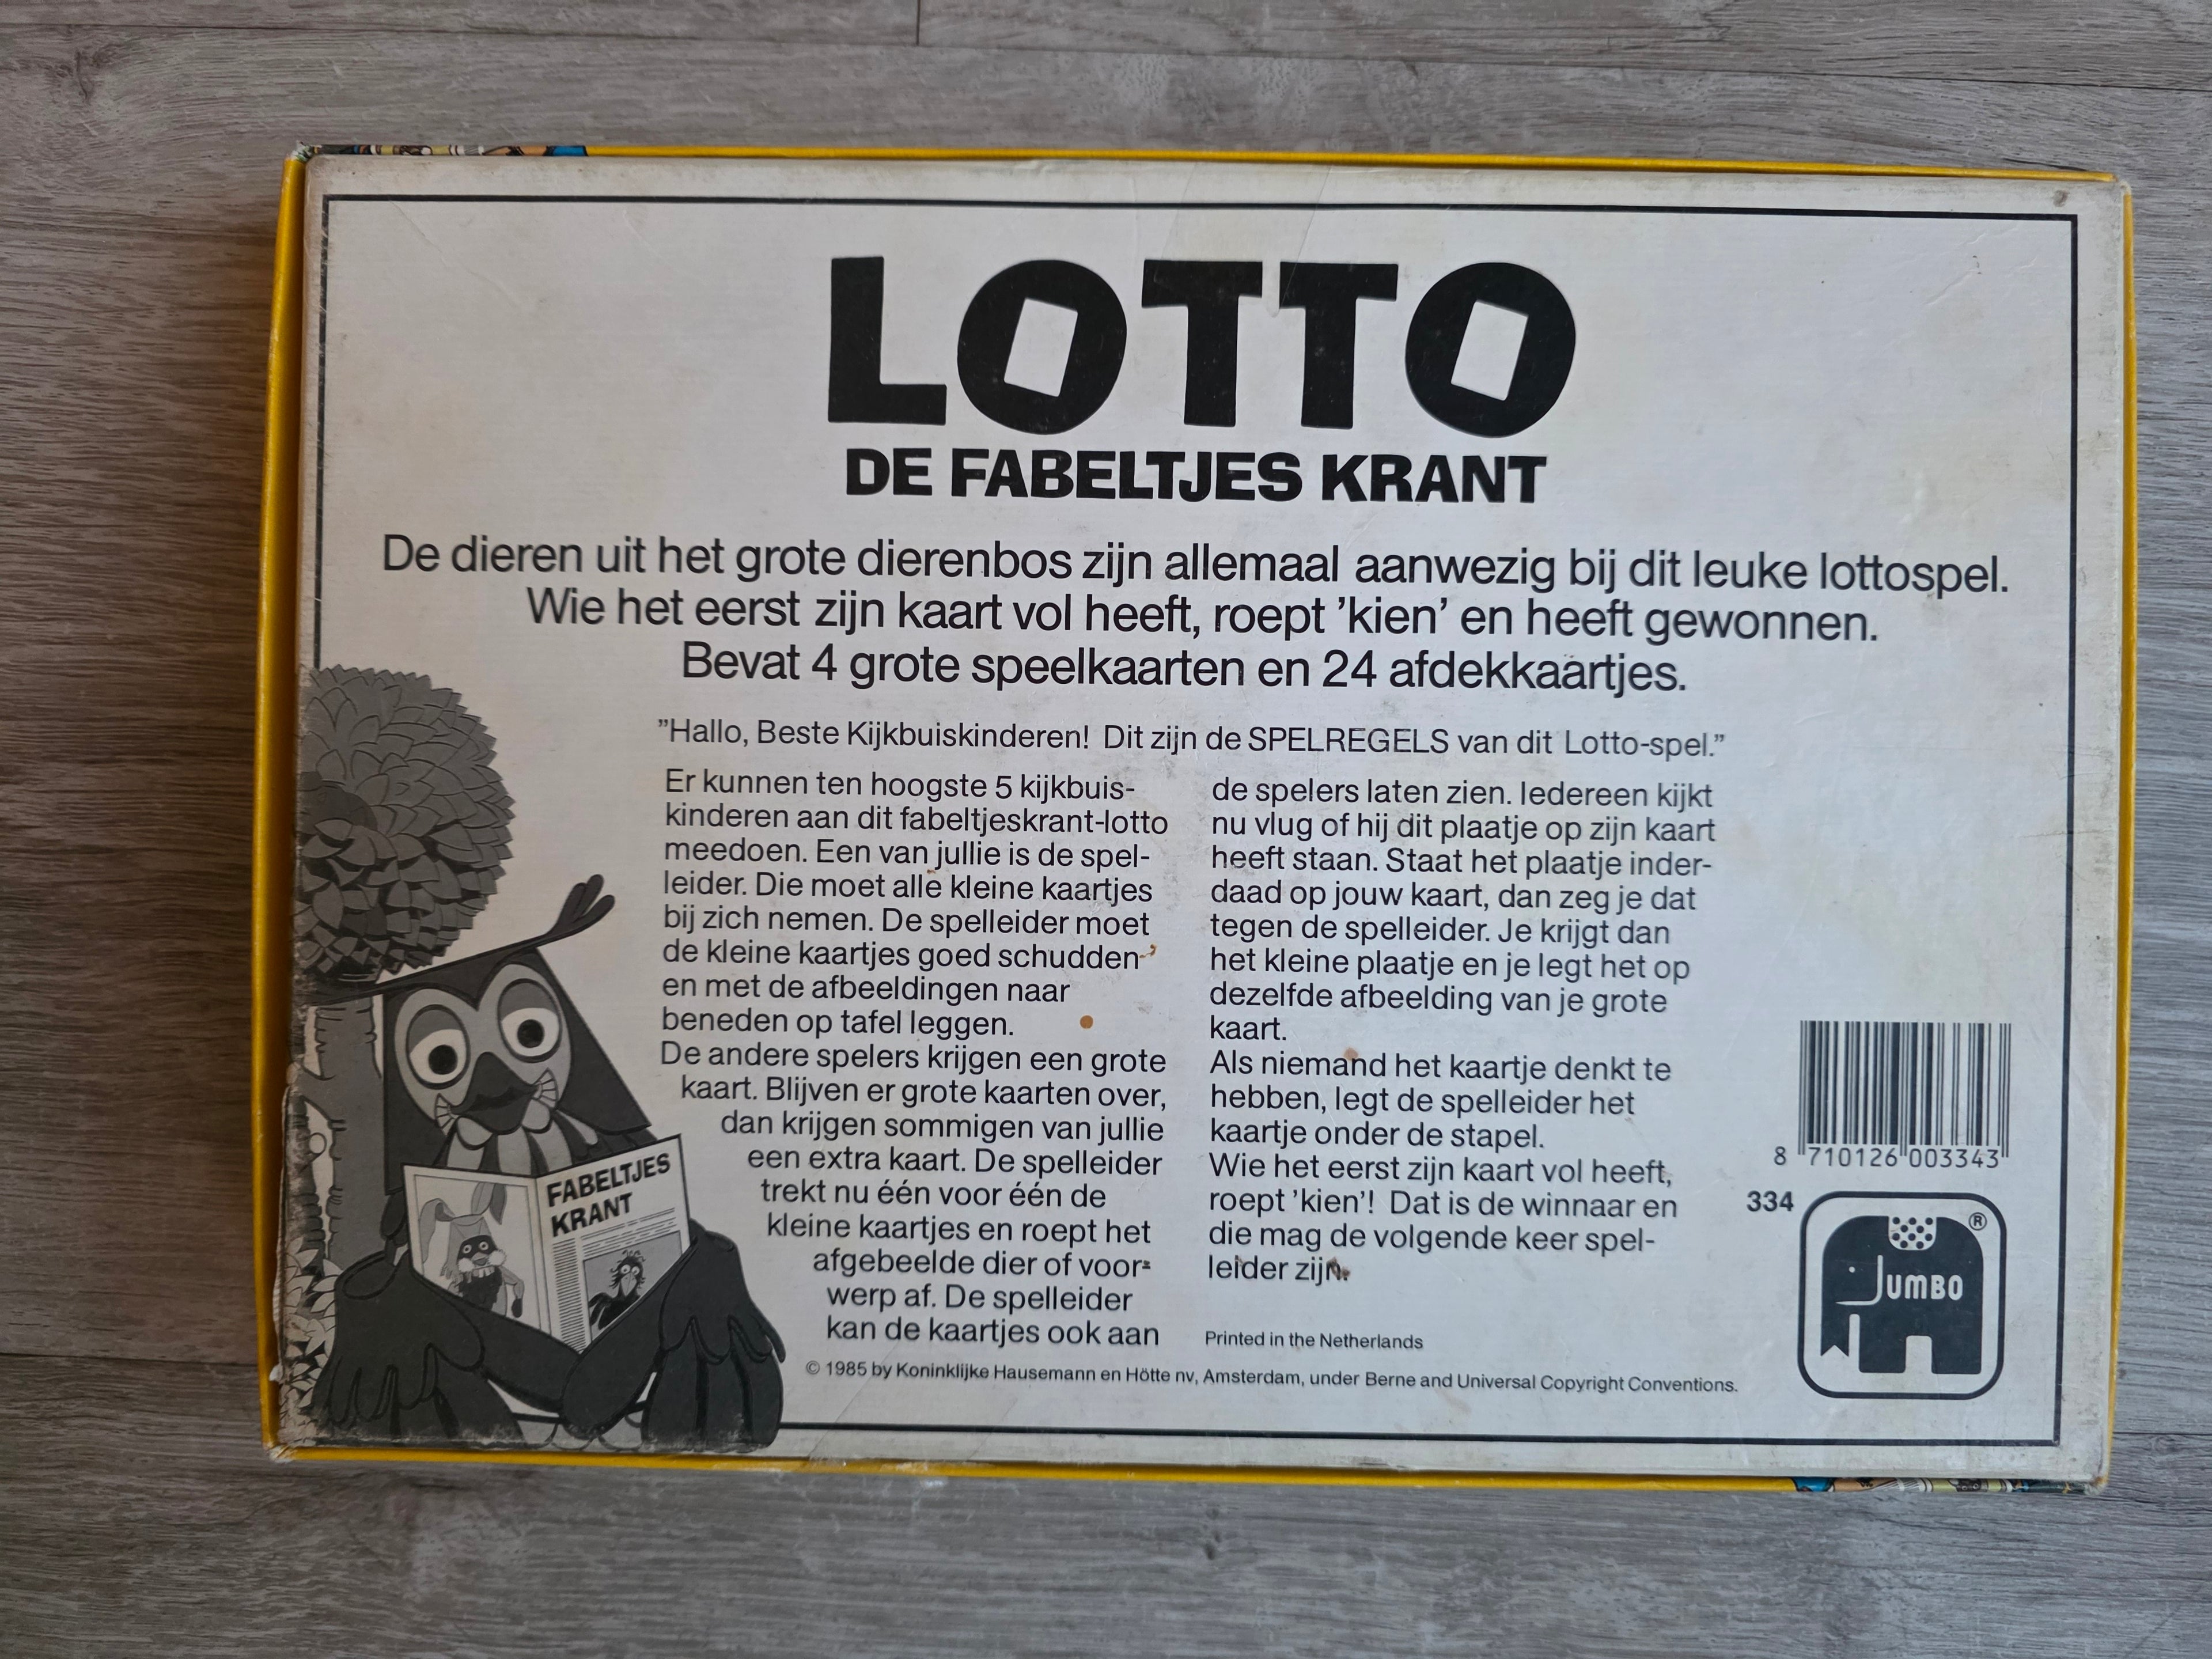 LOTTO
DE FABELTJES KRANT
De dieren uit het grote dierenbos zijn allemaal aanwezig bij dit leuke lottospel.
Wie het eerst zijn kaart vol heeft, roept ’kien’ en heeft gewonnen.
Bevat 4 grote speelkaarten en 24 afdekkaartjes.
”Hallo, Beste Kijkbuiskinderen! Dit zijn de SPELREGELS van dit Lotto-spel.”
Er kunnen ten hoogste 5 kijkbuis-
kinderen aan dit fabeltjeskrant-lotto
meedoen. Een van jullie is de spel-
leider. Die moet alle kleine kaartjes
bij zich nemen. De spelleider moet
de kleine kaartjes goed schudden
en met de afbeeldingen naar
beneden op tafel leggen.
De andere spelers krijgen een grote
kaart. Blijven er grote kaarten over,
dan krijgen sommigen van jullie
een extra kaart. De spelleider
trekt nu één voor één de
kleine kaartjes en roept het
afgebeelde dier of voor-
werp af. De spelleider
kan de kaartjes ook aan
de spelers laten zien. Iedereen kijkt
nu vlug of hij dit plaatje op zijn kaart
heeft staan. Staat het plaatje inder-
daad op jouw kaart, dan zeg je dat
tegen de spelleider. Je krijgt dan
het kleine plaatje en je legt het op
dezelfde afbeelding van je grote
kaart.
Als niemand het kaartje denkt te
hebben, legt de spelleider het
kaartje onder de stapel.
Wie het eerst zijn kaart vol heeft,
roept ’kien’! Dat is de winnaar en
die mag de volgende keer spel-
leider zijn.
Printed in the Netherlands
© 1985 by Koninklijke Hausemann en Hötte nv, Amsterdam, under Berne and Universal Copyright Conventions.
FABELTJES
KRANT
8 710126 003343
334
®
JUMBO